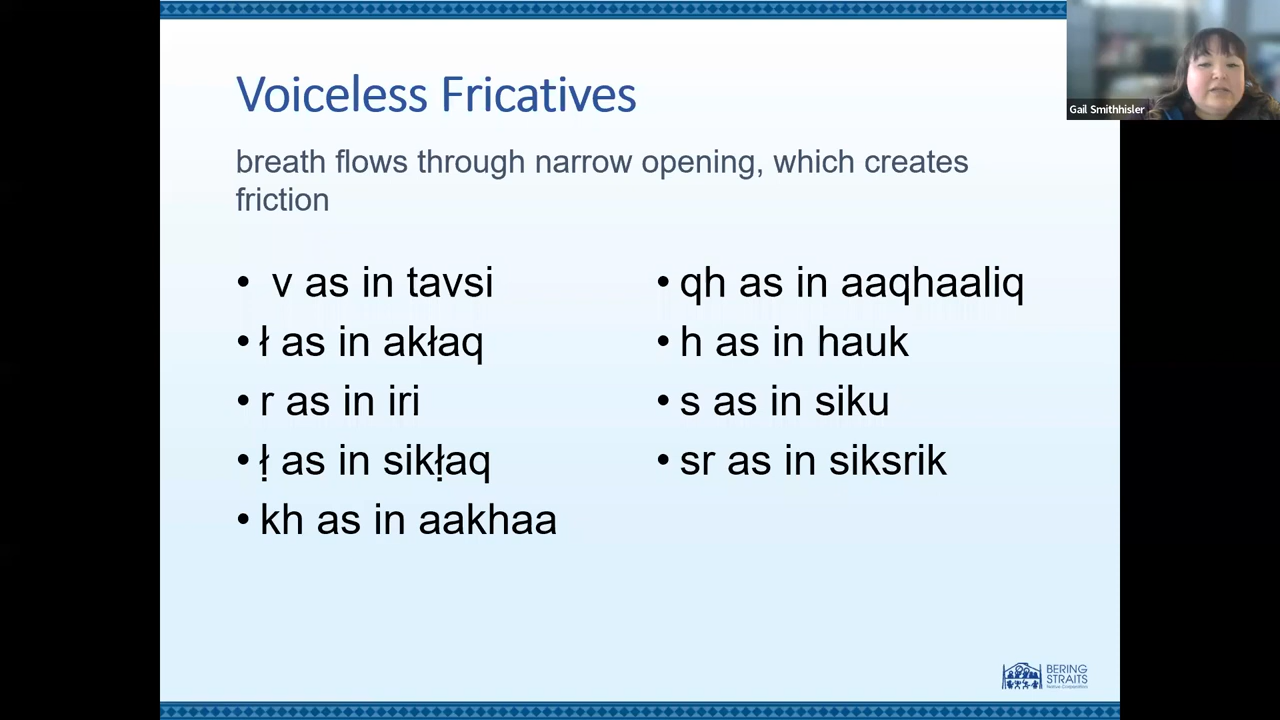 Voiceless Fricatives
breath flows through narrow opening, which creates
friction
• v as in tavsi
• ł as in akłaq
• r as in iri
• ł̣ as in sikł̣aq
• kh as in aakhaa
• qh as in aaqhaaliq
• h as in hauk
• s as in siku
• sr as in siksrik
Gail Smithhisler
BERING
STRAITS
Native Corporation